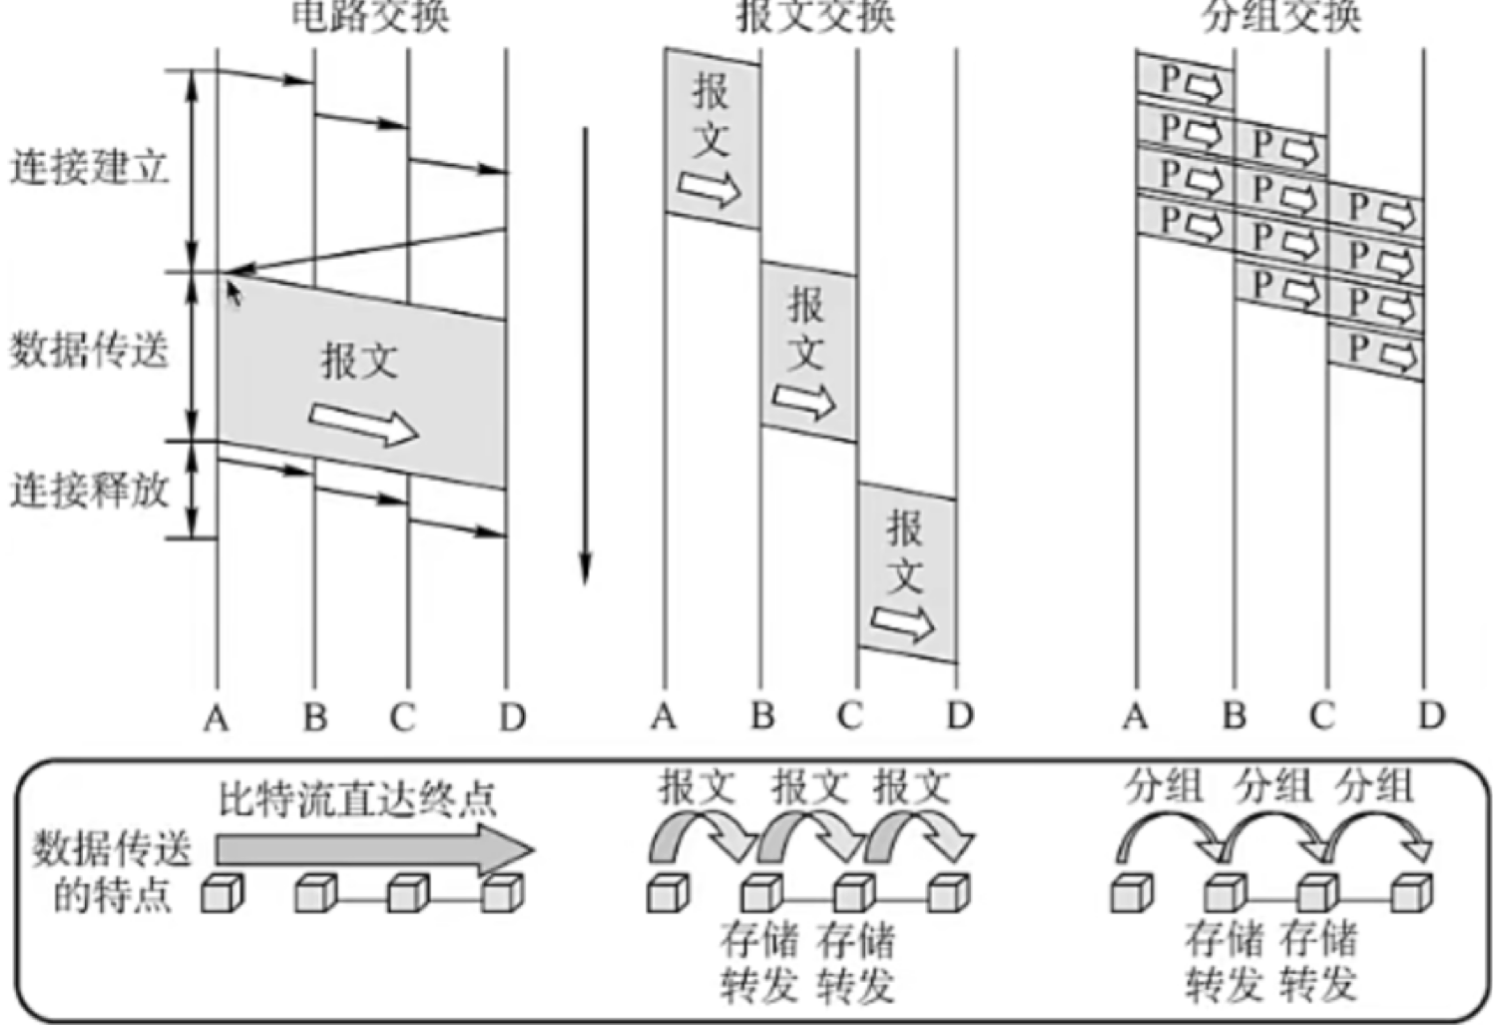 电路交换
报文交换
分组交换
连接建立
数据传送
连接释放
报文
报
文
报
文
报
文
P
P P
P P P
P P P
P P
P
A B C D
A B C D
A B C D
数据传送
的特点
比特流直达终点
报文 报文 报文
存储 存储
转发 转发
分组 分组 分组
存储 存储
转发 转发